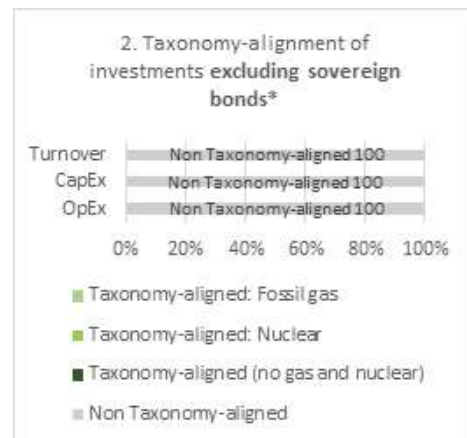 2. Taxonomy-alignment of
investments excluding sovereign
bonds*
Turnover Non Taxonomy-aligned 100
CapEx Non Taxonomy-aligned 100
OpEx Non Taxonomy-aligned 100
0% 20% 40% 60% 80% 100%
Taxonomy-aligned: Fossil gas
Taxonomy-aligned: Nuclear
Taxonomy-aligned (no gas and nuclear)
Non Taxonomy-aligned